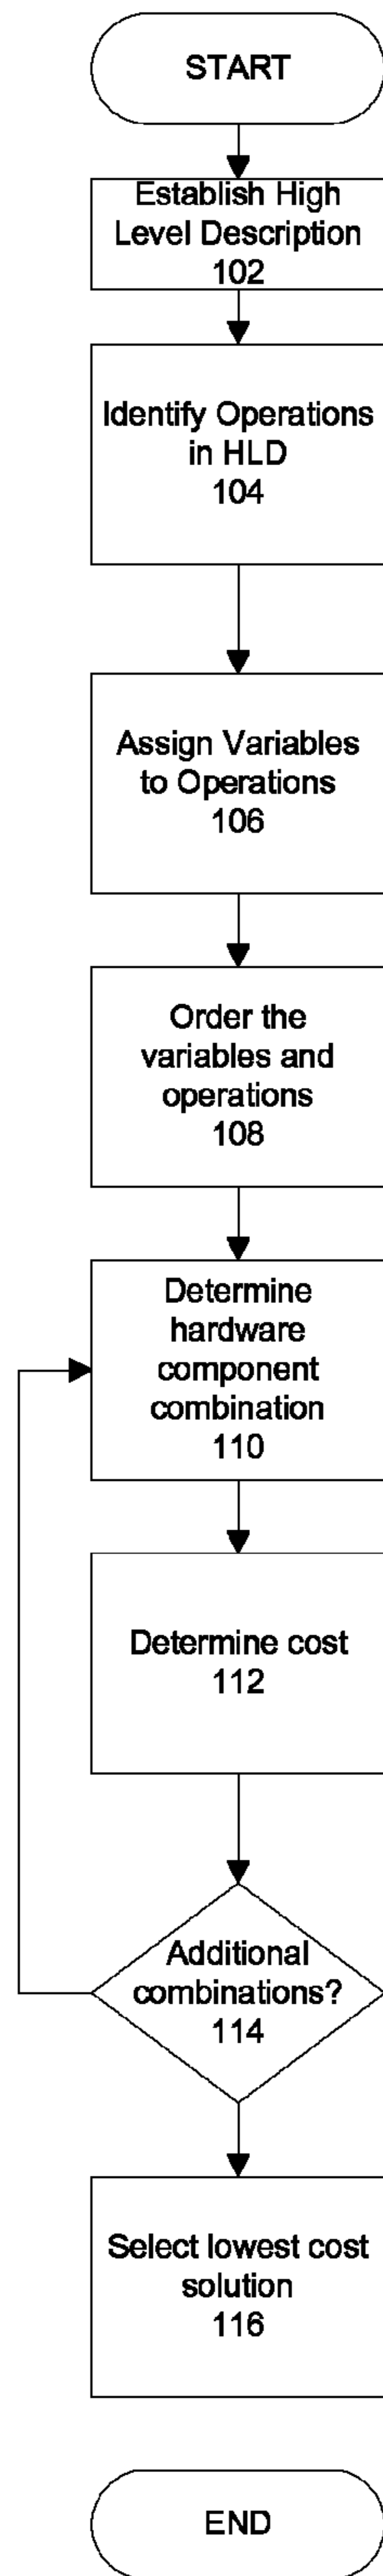 START
Establish High
Level Description
102
Identify Operations
in HLD
104
Assign Variables
to Operations
106
Order the
variables and
operations
108
Determine
hardware
component
combination
110
Determine cost
112
Additional
combinations?
114
Select lowest cost
solution
116
END